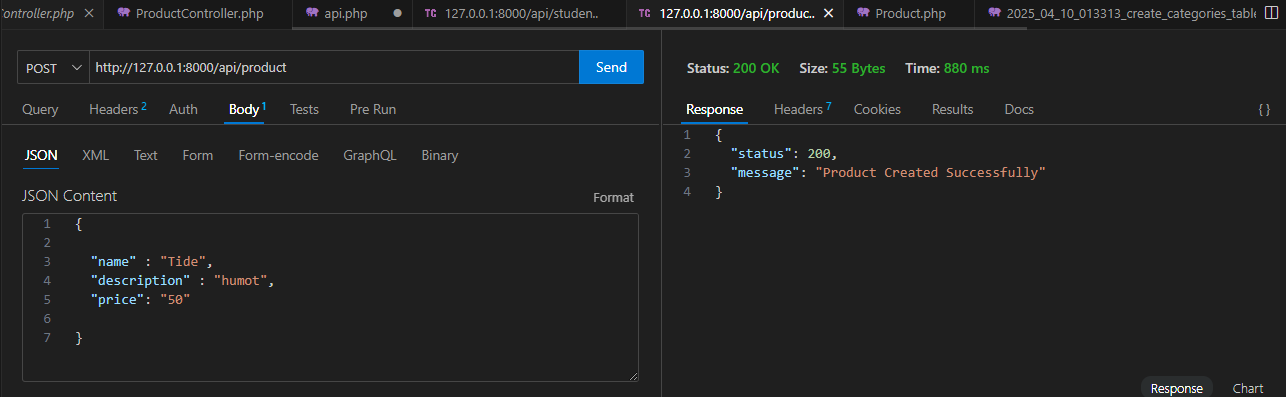 Controller.php
ProductController.php
api.php
TC 127.0.0.1:8000/api/studen..
TC 127.0.0.1:8000/api/produc..
Product.php
2025_04_10_013313_create_categories_table
POST
http://127.0.0.1:8000/api/product
Send
Query
Headers 2
Auth
Body 1
Tests
Pre Run
JSON
XML
Text
Form
Form-encode
GraphQL
Binary
JSON Content
Format
1 {
2
3 "name" : "Tide",
4 "description" : "humot",
5 "price": "50"
6
7 }
Status: 200 OK Size: 55 Bytes Time: 880 ms
Response
Headers 7
Cookies
Results
Docs
{ }
1 {
2 "status": 200,
3 "message": "Product Created Successfully"
4 }
Response
Chart